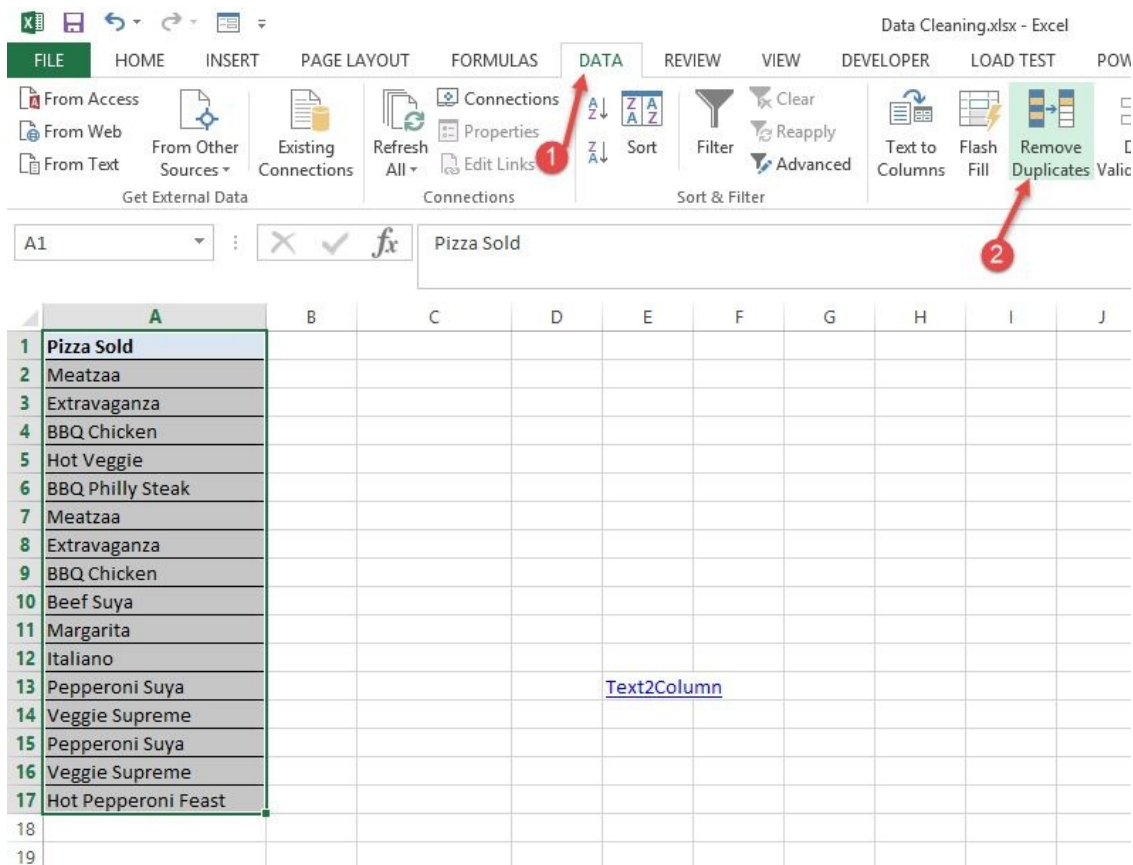 Data Cleaning.xlsx - Excel
FILE HOME INSERT PAGE LAYOUT FORMULAS DATA REVIEW VIEW DEVELOPER LOAD TEST POW
From Access
From Web
From Text
From Other
Sources
Existing
Connections
Get External Data
Refresh
All
Connections
Properties
Edit Links
Connections
1
Sort
Filter
Clear
Reapply
Advanced
Sort & Filter
Text to
Columns
Flash
Fill
Remove
Duplicates
D
Valid
2
A1 fx Pizza Sold
A B C D E F G H I J
1 Pizza Sold
2 Meatzaa
3 Extravaganza
4 BBQ Chicken
5 Hot Veggie
6 BBQ Philly Steak
7 Meatzaa
8 Extravaganza
9 BBQ Chicken
10 Beef Suya
11 Margarita
12 Italiano
13 Pepperoni Suya Text2Column
14 Veggie Supreme
15 Pepperoni Suya
16 Veggie Supreme
17 Hot Pepperoni Feast
18
19